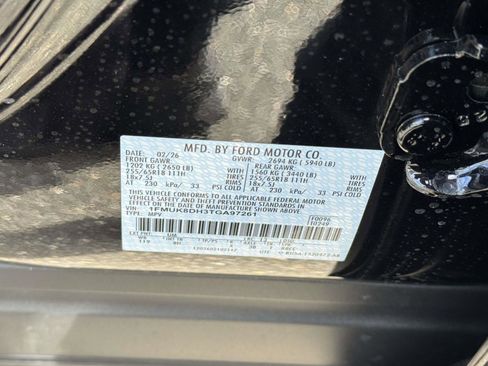 MFD. BY FORD MOTOR CO.
DATE: 02/26 GVWR: 2694 KG ( 5940 LB)
FRONT GAWR: REAR GAWR:
1202 KG ( 2650 LB) 1560 KG ( 3440 LB)
255/65R18 111H TIRES 255/65R18 111H TIRES
18x7.5J RIMS 18x7.5J RIMS
AT 230 kPa/ 33 PSI COLD AT 230 kPa/ 33 PSI COLD
THIS VEHICLE CONFORMS TO ALL APPLICABLE FEDERAL MOTOR
VEHICLE SAFETY AND THEFT PREVENTION STANDARDS IN EFFECT ON
THE DATE OF MANUFACTURE SHOWN ABOVE.
VIN: 1FMUK8DH3TGA97261
TYPE: MPV
F0096
EXT PNT: UM